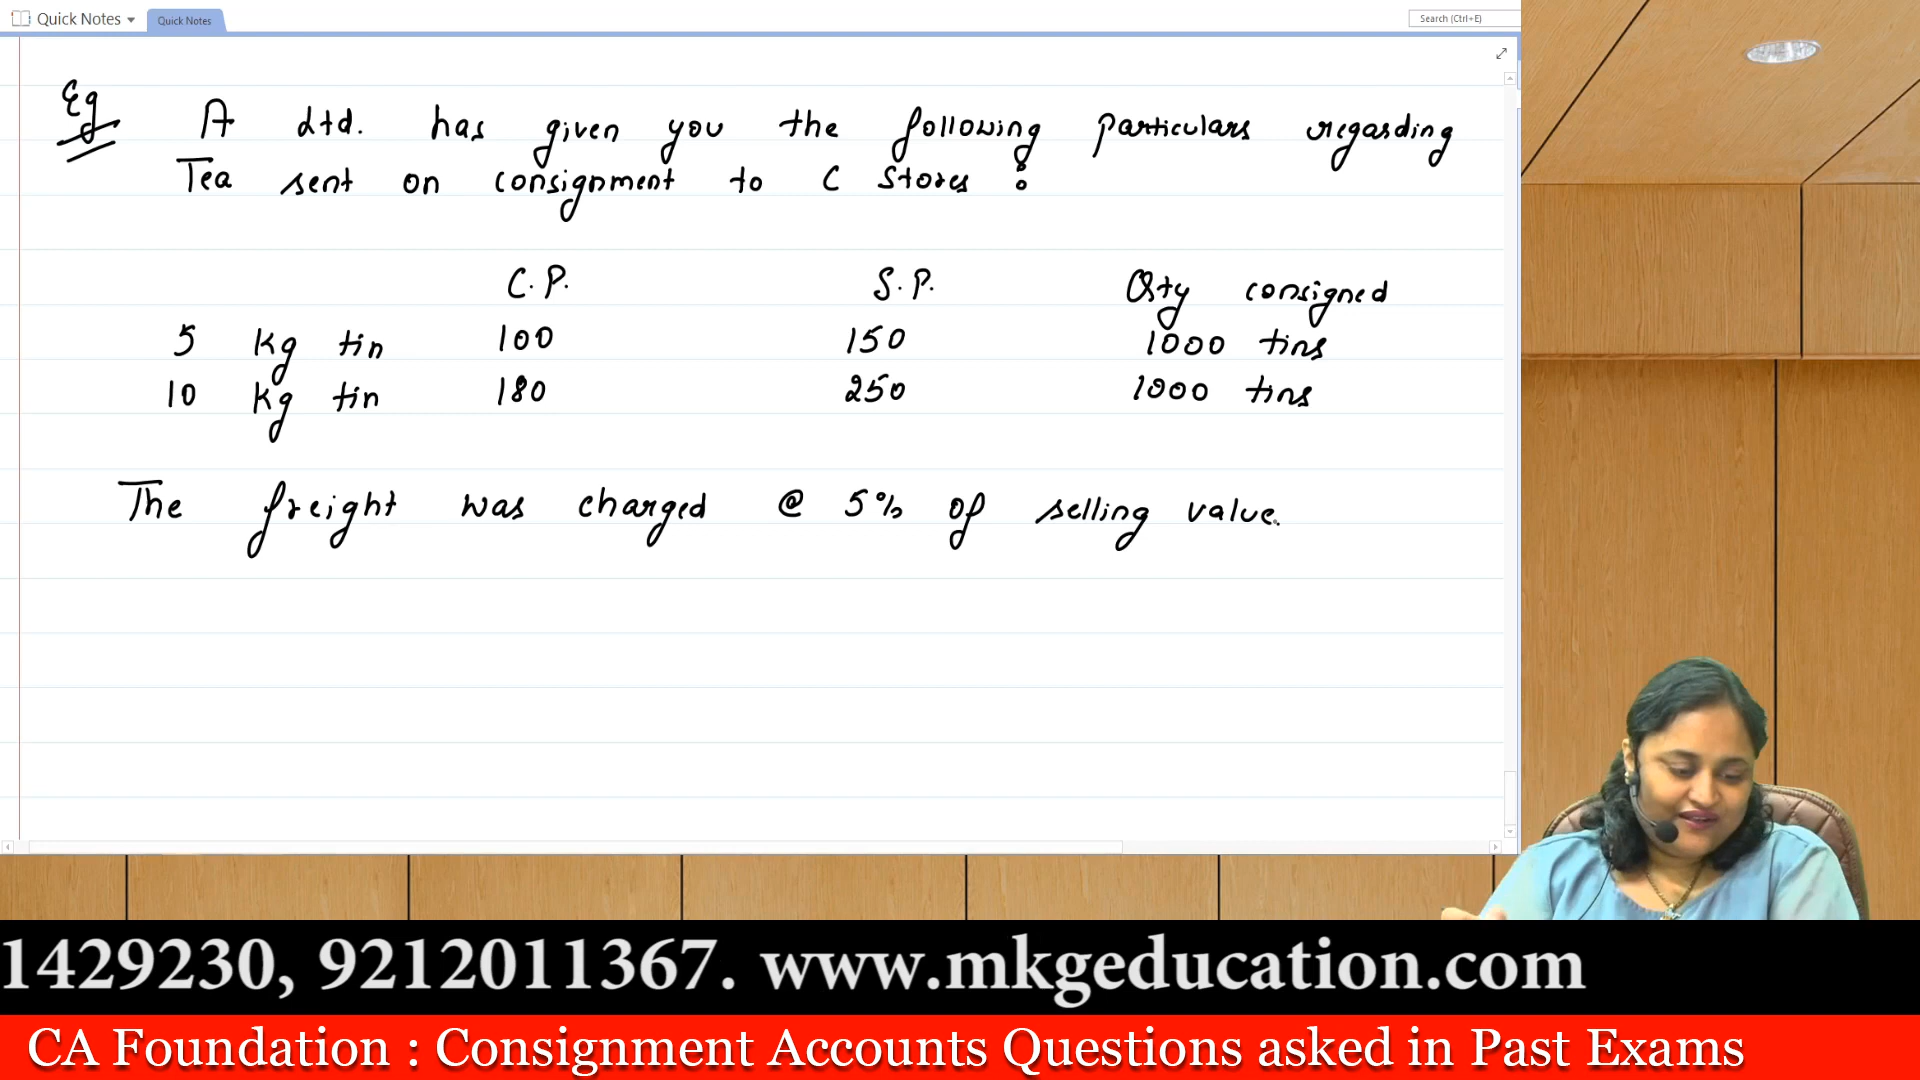 Quick Notes
Quick Notes
Search (Ctrl+E)
Eg A Ltd. has given you the following particulars regarding
Tea sent on consignment to C Stores :
C.P. S.P. Qty consigned
5 kg tin 100 150 1000 tins
10 kg tin 180 250 1000 tins
The freight was charged @ 5% of selling value.
1429230, 9212011367. www.mkgeducation.com
CA Foundation : Consignment Accounts Questions asked in Past Exams